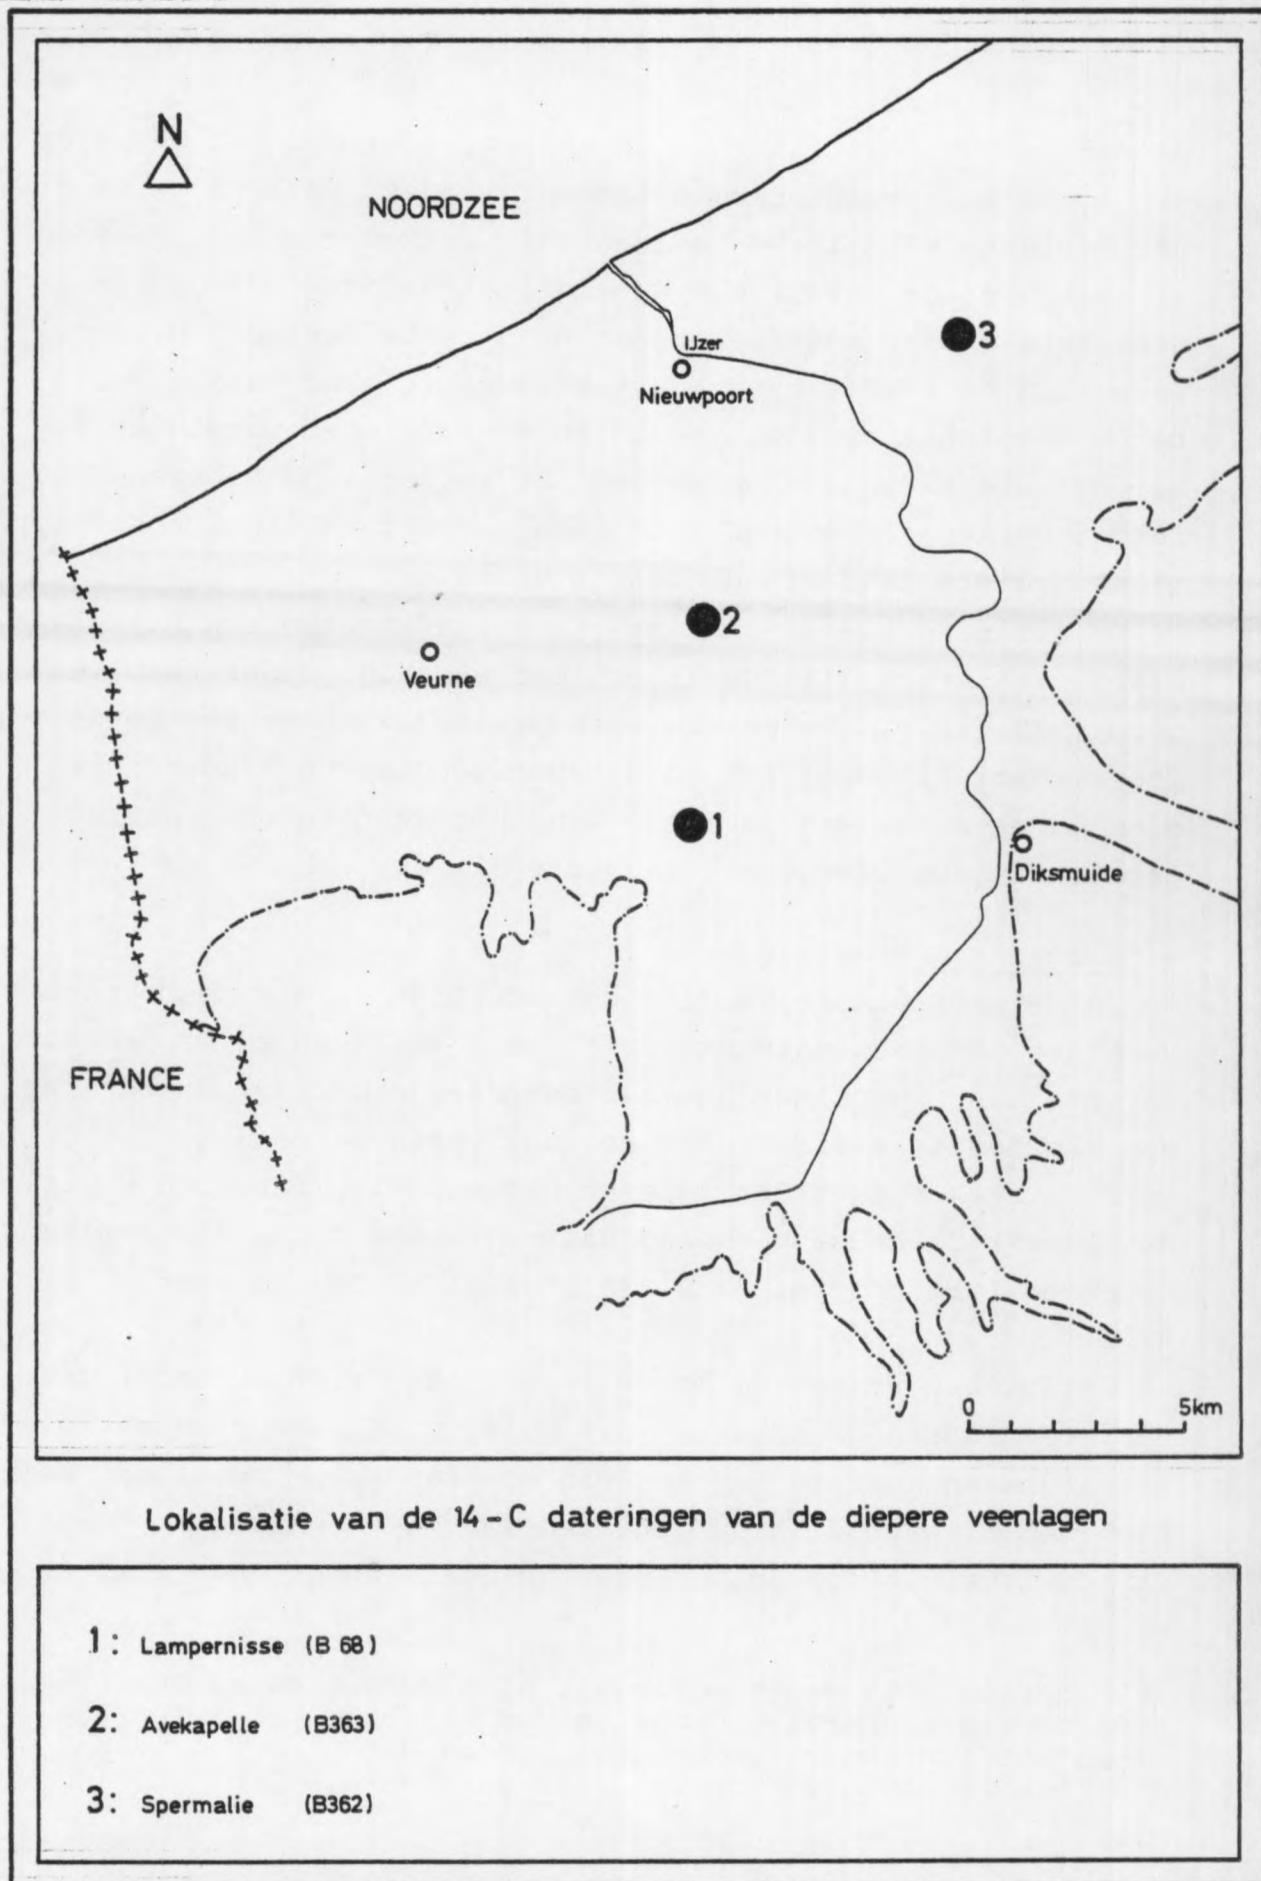 N
NOORDZEE
3
IJzer
Nieuwpoort
2
Veurne
1
Diksmuide
FRANCE
0 5km
Lokalisatie van de 14-C dateringen van de diepere veenlagen
1: Lampernisse (B 68)
2: Avekapelle (B363)
3: Spermalie (B362)